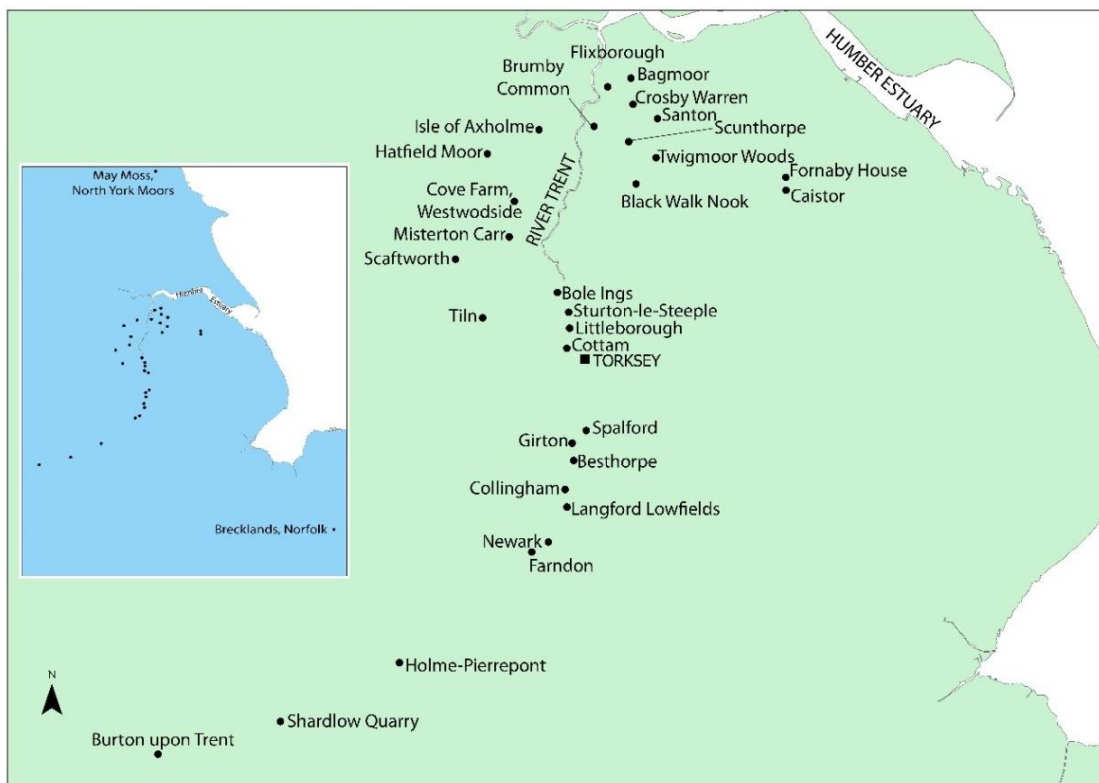 Flixborough
Brumby
Common
Bagmoor
Crosby Warren
Santon
Scunthorpe
HUMBER ESTUARY
Isle of Axholme
Hatfield Moor
Twigmoor Woods
Fornaby House
Cove Farm,
Westwodside
RIVER TRENT
Black Walk Nook
Caistor
Misterton Carr
Scaftworth
Bole Ings
Sturton-le-Steeple
Tiln
Littleborough
Cottam
TORKSEY
Spalford
Girton
Besthorpe
Collingham
Langford Lowfields
Newark
Farndon
Holme-Pierrepont
Shardlow Quarry
Burton upon Trent
N
May Moss,
North York Moors
Humber
Estuary
Brecklands, Norfolk